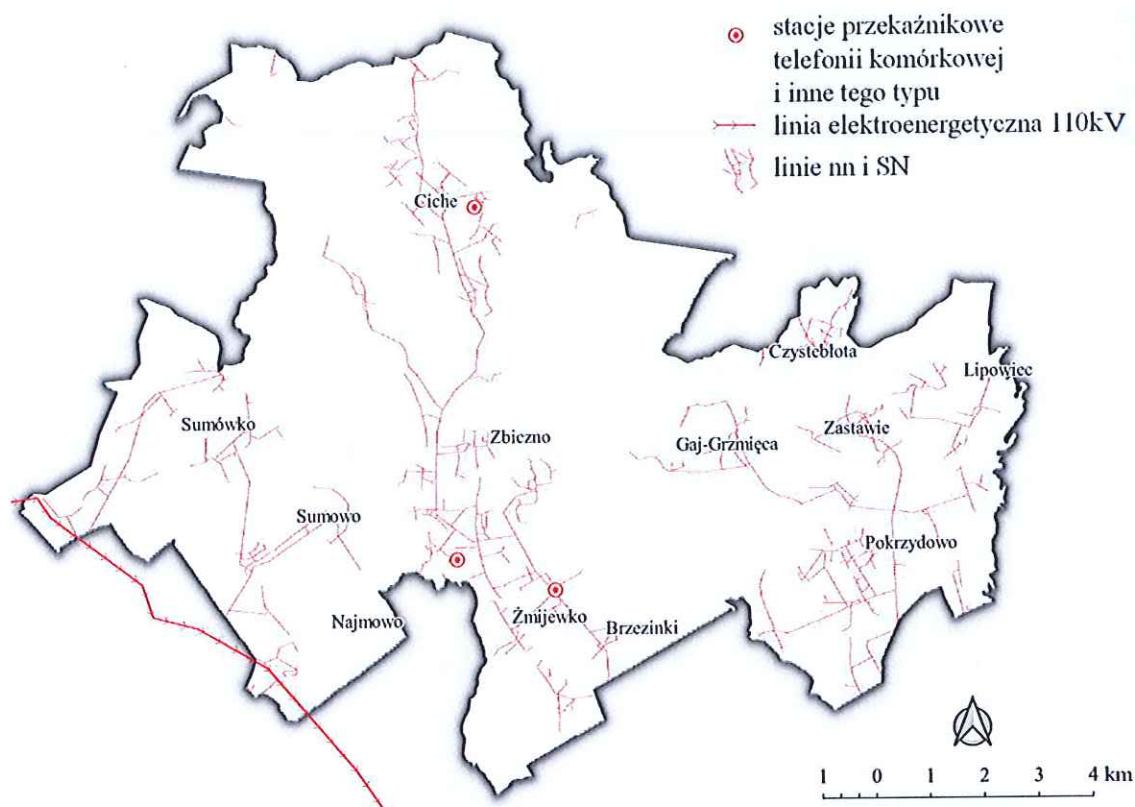 stacje przekaźnikowe
telefonii komórkowej
i inne tego typu
linia elektroenergetyczna 110kV
linie nn i SN
Ciche
Czystebłota
Lipowiec
Sumówko
Zbiczno
Gaj-Grzmięca
Zastawie
Sumowo
Pokrzydowo
Najmowo
Żmijewko
Brzezinki
1 0 1 2 3 4 km